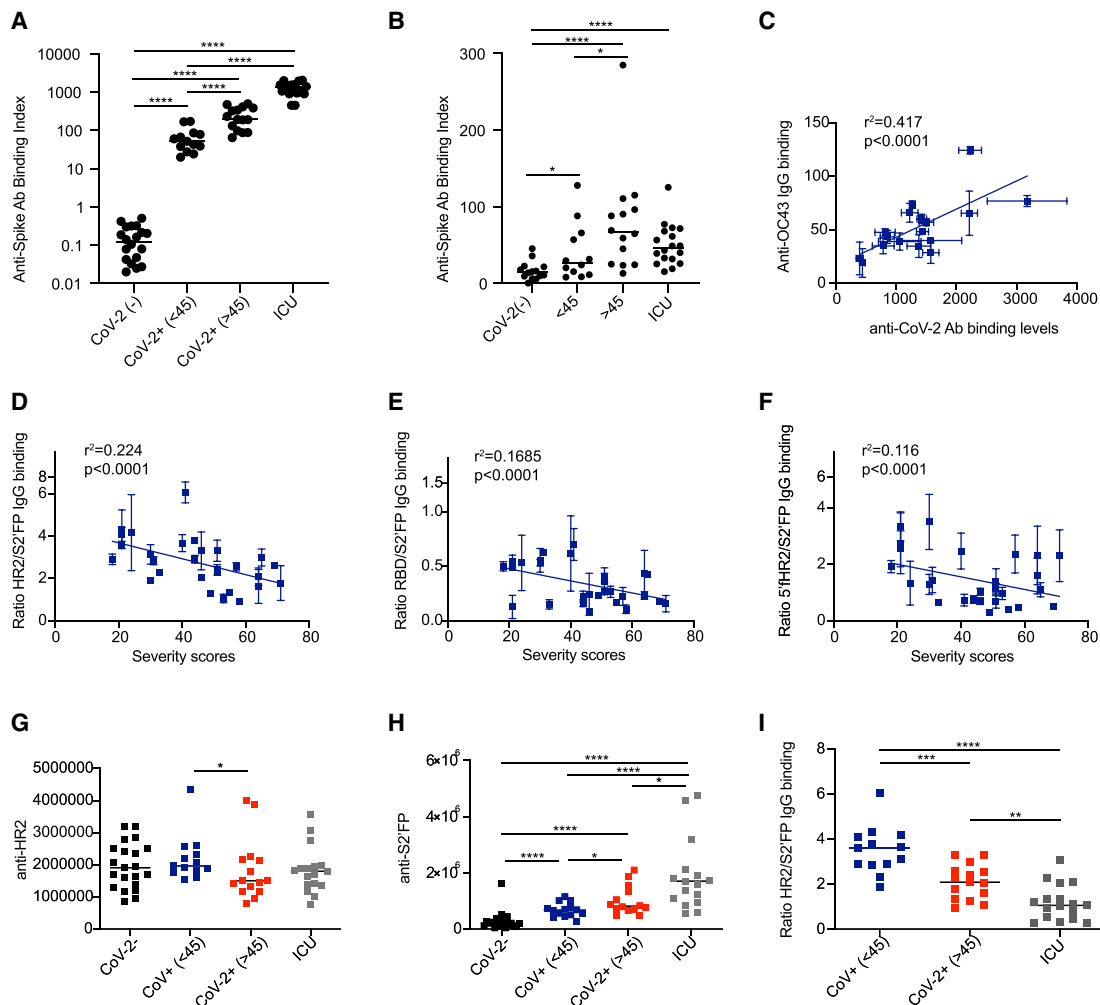 A
Anti-Spike Ab Binding Index
10000
1000
100
10
1
0.1
0.01
****
****
****
****
****
CoV-2 (-)
CoV-2+ (<45)
CoV-2+ (>45)
ICU
B
Anti-Spike Ab Binding Index
300
200
100
0
****
****
*
*
CoV-2(-)
<45
>45
ICU
C
Anti-OC43 IgG binding
150
100
50
0
r²=0.417
p<0.0001
0 1000 2000 3000 4000
anti-CoV-2 Ab binding levels
D
Ratio HR2/S2'FP IgG binding
8
6
4
2
0
r²=0.224
p<0.0001
0 20 40 60 80
Severity scores
E
Ratio RBD/S2'FP IgG binding
1.5
1.0
0.5
0.0
r²=0.1685
p<0.0001
0 20 40 60 80
Severity scores
F
Ratio 5'fHR2/S2'FP IgG binding
6
4
2
0
r²=0.116
p<0.0001
0 20 40 60 80
Severity scores
G
anti-HR2
5000000
4000000
3000000
2000000
1000000
0
*
CoV-2-
CoV+ (<45)
CoV-2+ (>45)
ICU
H
anti-S2'FP
6×10⁶
4×10⁶
2×10⁶
0
****
****
*
****
****
*
CoV-2-
CoV+ (<45)
CoV-2+ (>45)
ICU
I
Ratio HR2/S2'FP IgG binding
8
6
4
2
0
****
***
**
CoV+ (<45)
CoV-2+ (>45)
ICU